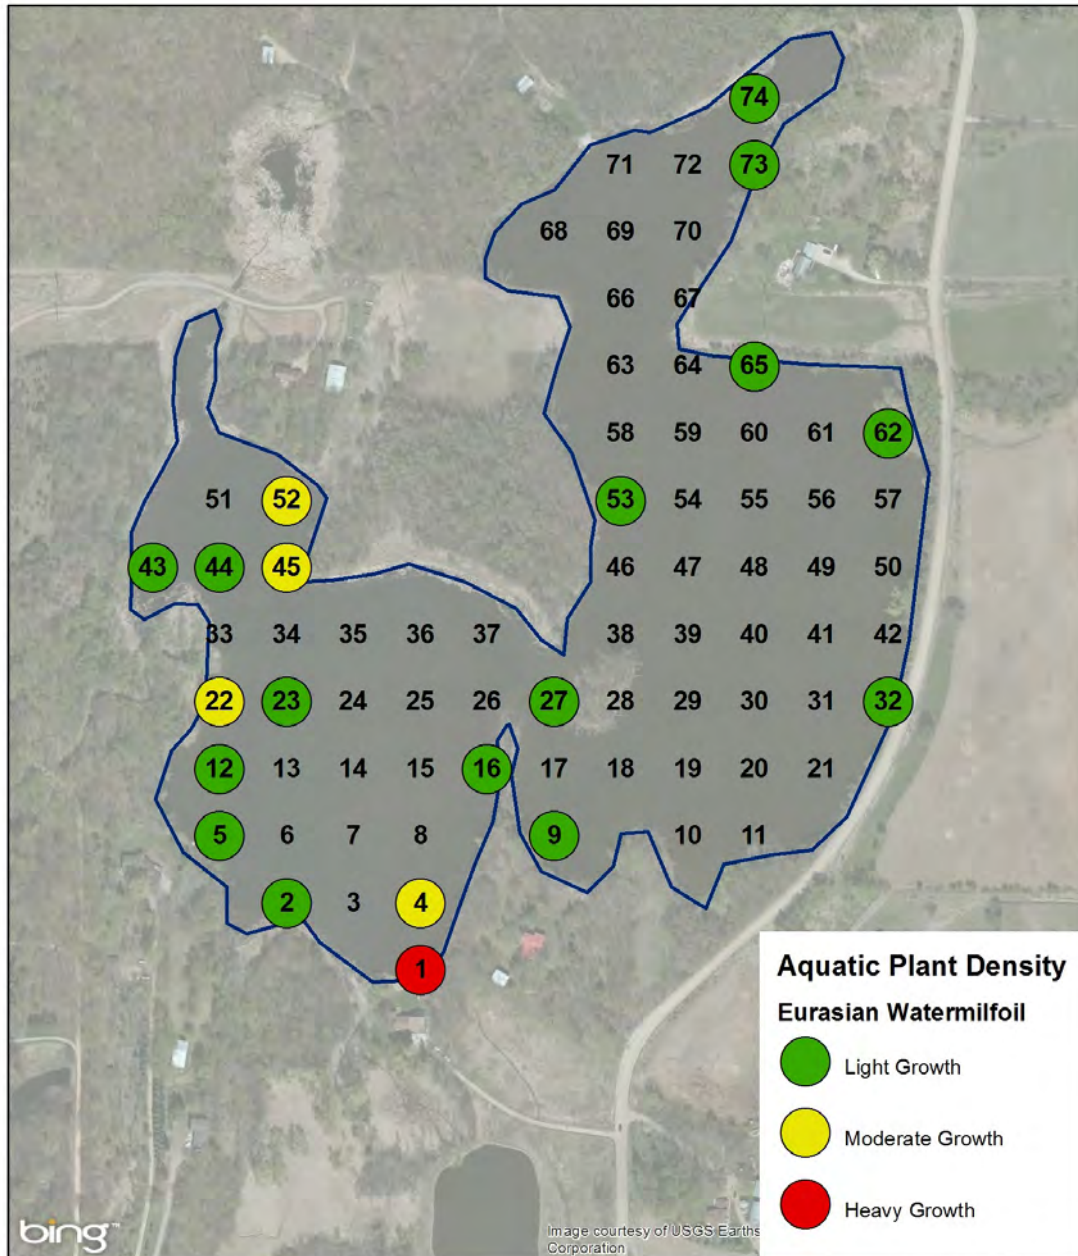 74
71 72 73
68 69 70
66 67
63 64 65
58 59 60 61 62
51 52 53 54 55 56 57
43 44 45 46 47 48 49 50
33 34 35 36 37 38 39 40 41 42
22 23 24 25 26 27 28 29 30 31 32
12 13 14 15 16 17 18 19 20 21
5 6 7 8 9 10 11
2 3 4
1
Aquatic Plant Density
Eurasian Watermilfoil
Light Growth
Moderate Growth
Heavy Growth
bing™
Image courtesy of USGS Earths
Corporation